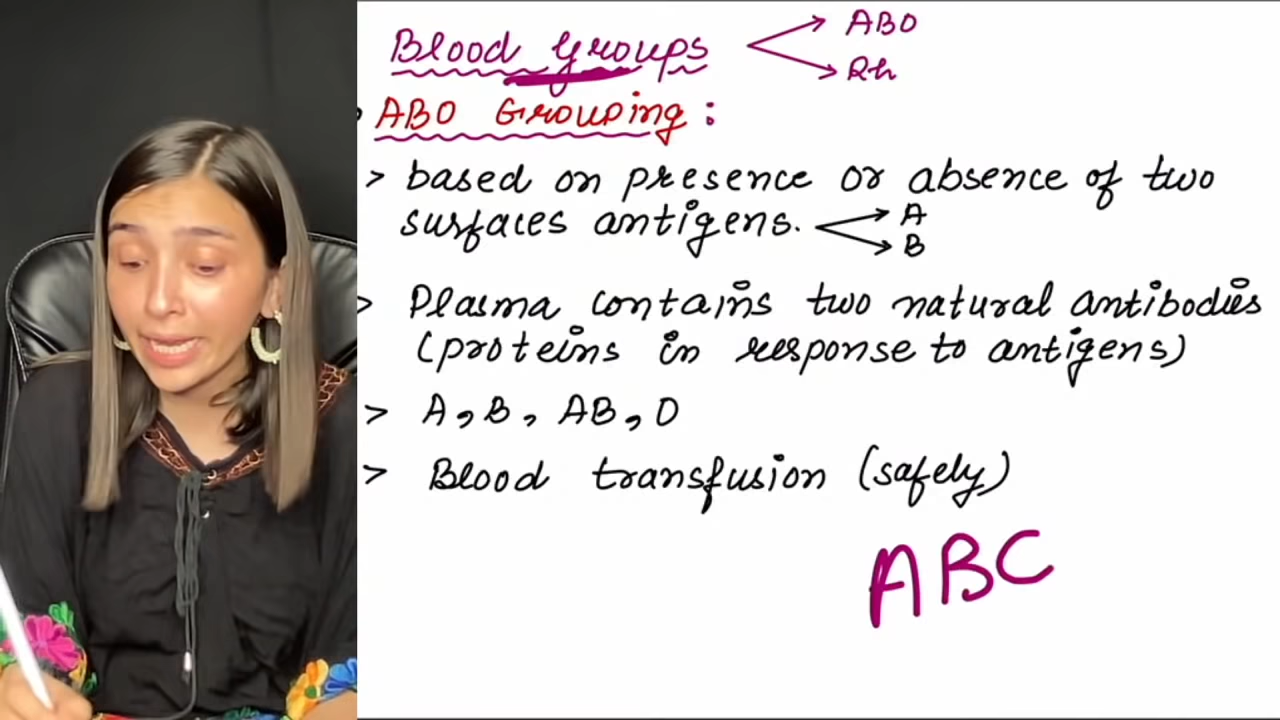 Blood Groups
ABO
Rh
ABO Grouping :
> based on presence or absence of two
surfaces antigens.
A
B
> Plasma contains two natural antibodies
(proteins in response to antigens)
> A, B, AB, O
> Blood transfusion (safely)
ABC